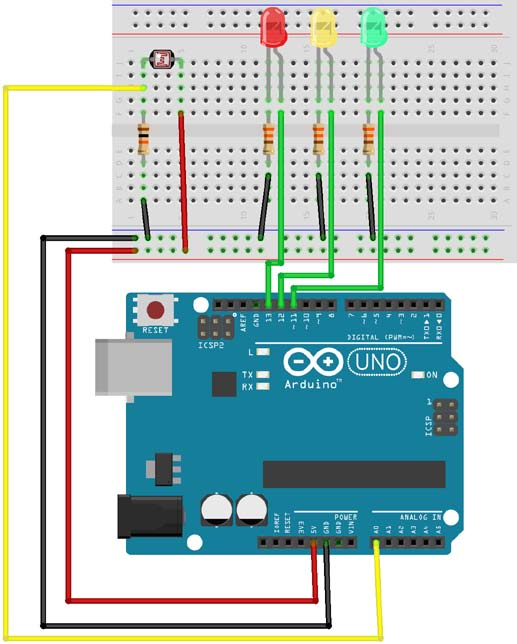 RESET
ICSP2
AREF
GND
13
12
~11
~10
~9
8
7
~6
~5
4
~3
2
TXD▶1
RXD◀0
DIGITAL (PWM=~)
L
TX
RX
Arduino™
UNO
ON
1
ICSP
POWER
ANALOG IN
IOREF
RESET
3V3
5V
GND
GND
VIN
A0
A1
A2
A3
A4
A5